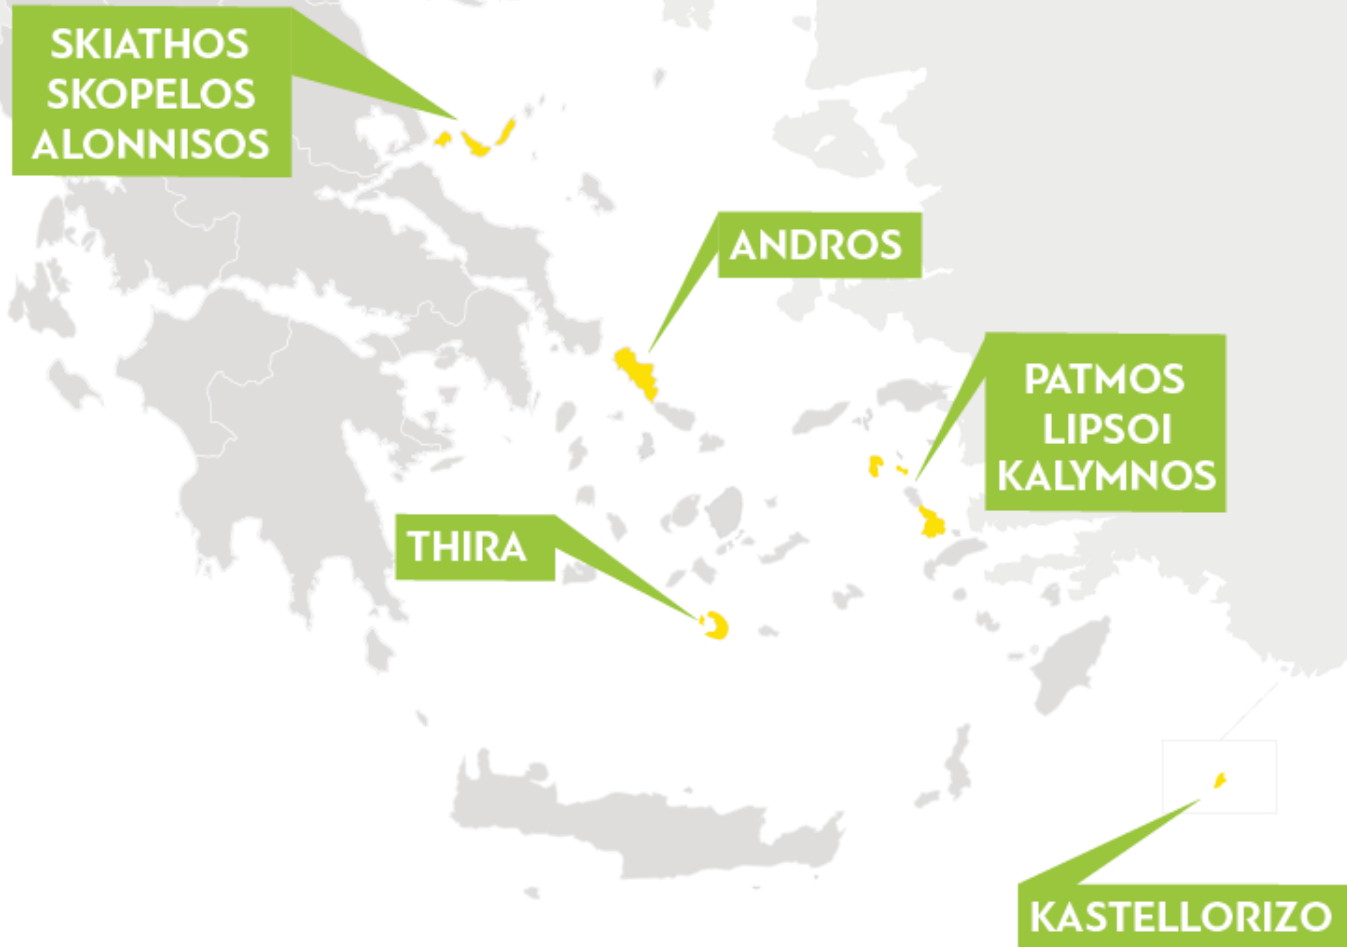 SKIATHOS
SKOPELOS
ALONNISOS
ANDROS
PATMOS
LIPSOI
KALYMNOS
THIRA
KASTELLORIZO